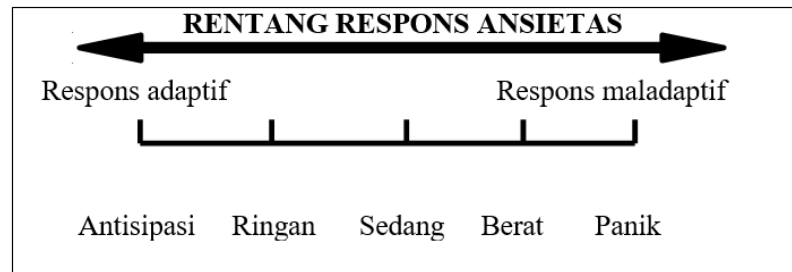 RENTANG RESPONS ANSIETAS
Respons adaptif Respons maladaptif
Antisipasi Ringan Sedang Berat Panik